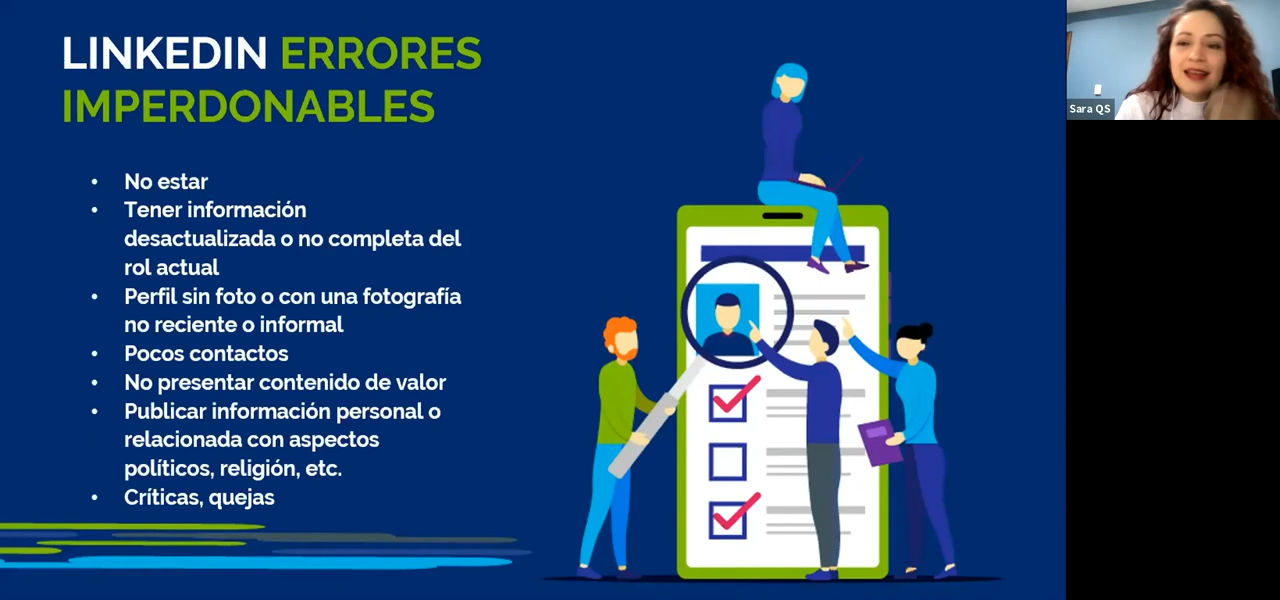 LINKEDIN ERRORES
IMPERDONABLES
• No estar
• Tener información
desactualizada o no completa del
rol actual
• Perfil sin foto o con una fotografía
no reciente o informal
• Pocos contactos
• No presentar contenido de valor
• Publicar información personal o
relacionada con aspectos
políticos, religión, etc.
• Críticas, quejas
Sara QS